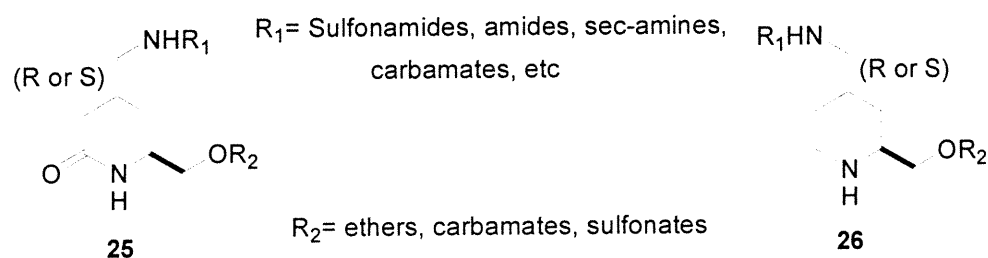 NHR1
(R or S)
O
N
H
OR2
25
R1= Sulfonamides, amides, sec-amines,
carbamates, etc
R2= ethers, carbamates, sulfonates
R1HN
(R or S)
N
H
OR2
26